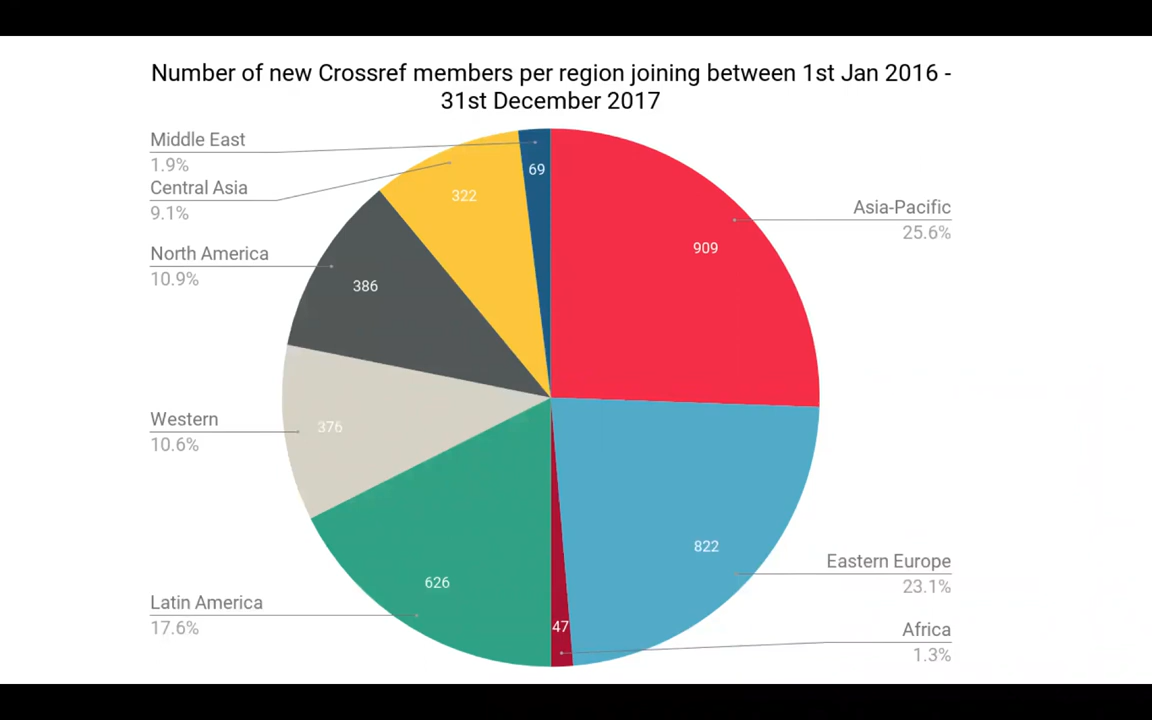 Number of new Crossref members per region joining between 1st Jan 2016 -
31st December 2017
Middle East
1.9%
Central Asia
9.1%
North America
10.9%
Western
10.6%
Latin America
17.6%
69
322
386
376
626
47
822
909
Asia-Pacific
25.6%
Eastern Europe
23.1%
Africa
1.3%